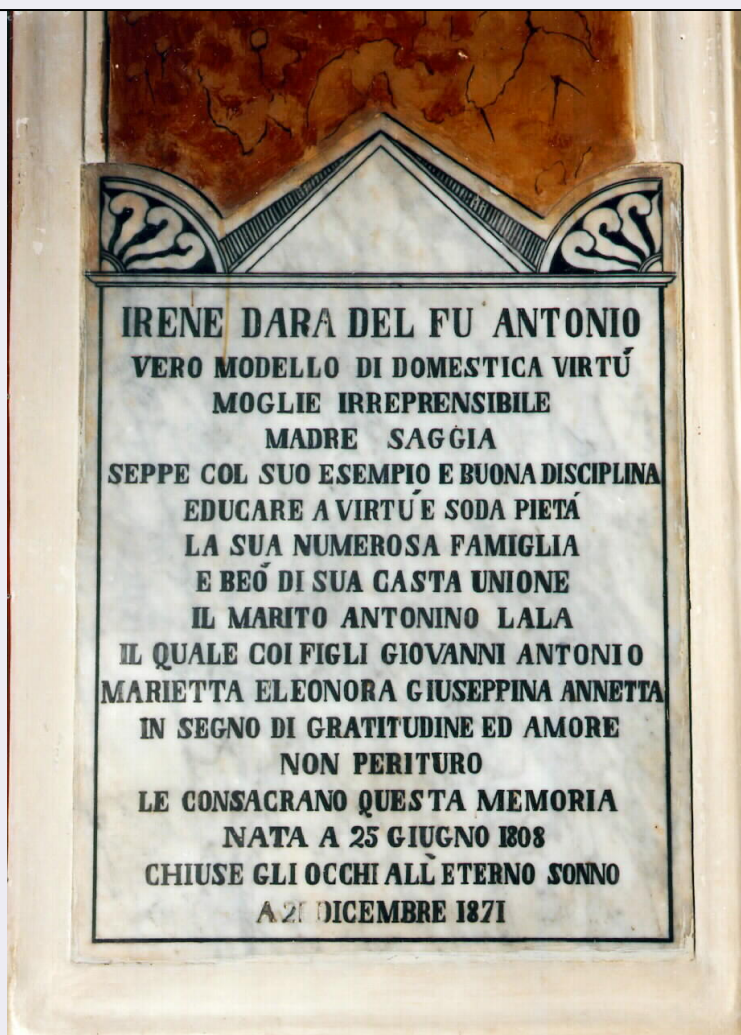 IRENE DARA DEL FU ANTONIO
VERO MODELLO DI DOMESTICA VIRTÚ
MOGLIE IRREPRENSIBILE
MADRE SAGGIA
SEPPE COL SUO ESEMPIO E BUONA DISCIPLINA
EDUCARE A VIRTU' E SODA PIETÁ
LA SUA NUMEROSA FAMIGLIA
E BEÓ DI SUA CASTA UNIONE
IL MARITO ANTONINO LALA
IL QUALE COI FIGLI GIOVANNI ANTONIO
MARIETTA ELEONORA GIUSEPPINA ANNETTA
IN SEGNO DI GRATITUDINE ED AMORE
NON PERITURO
LE CONSACRANO QUESTA MEMORIA
NATA A 25 GIUGNO 1808
CHIUSE GLI OCCHI ALL'ETERNO SONNO
A DICEMBRE 1871